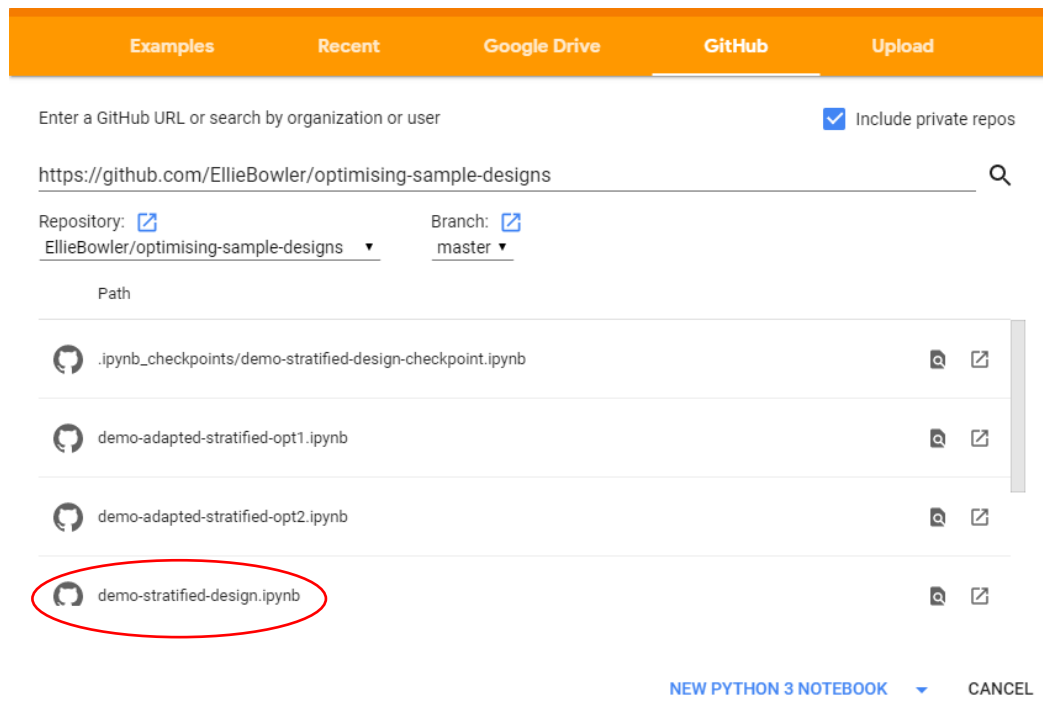 Examples Recent Google Drive GitHub Upload
Enter a GitHub URL or search by organization or user Include private repos
https://github.com/EllieBowler/optimising-sample-designs
Repository: Branch:
EllieBowler/optimising-sample-designs master
Path
.ipynb_checkpoints/demo-stratified-design-checkpoint.ipynb
demo-adapted-stratified-opt1.ipynb
demo-adapted-stratified-opt2.ipynb
demo-stratified-design.ipynb
NEW PYTHON 3 NOTEBOOK CANCEL